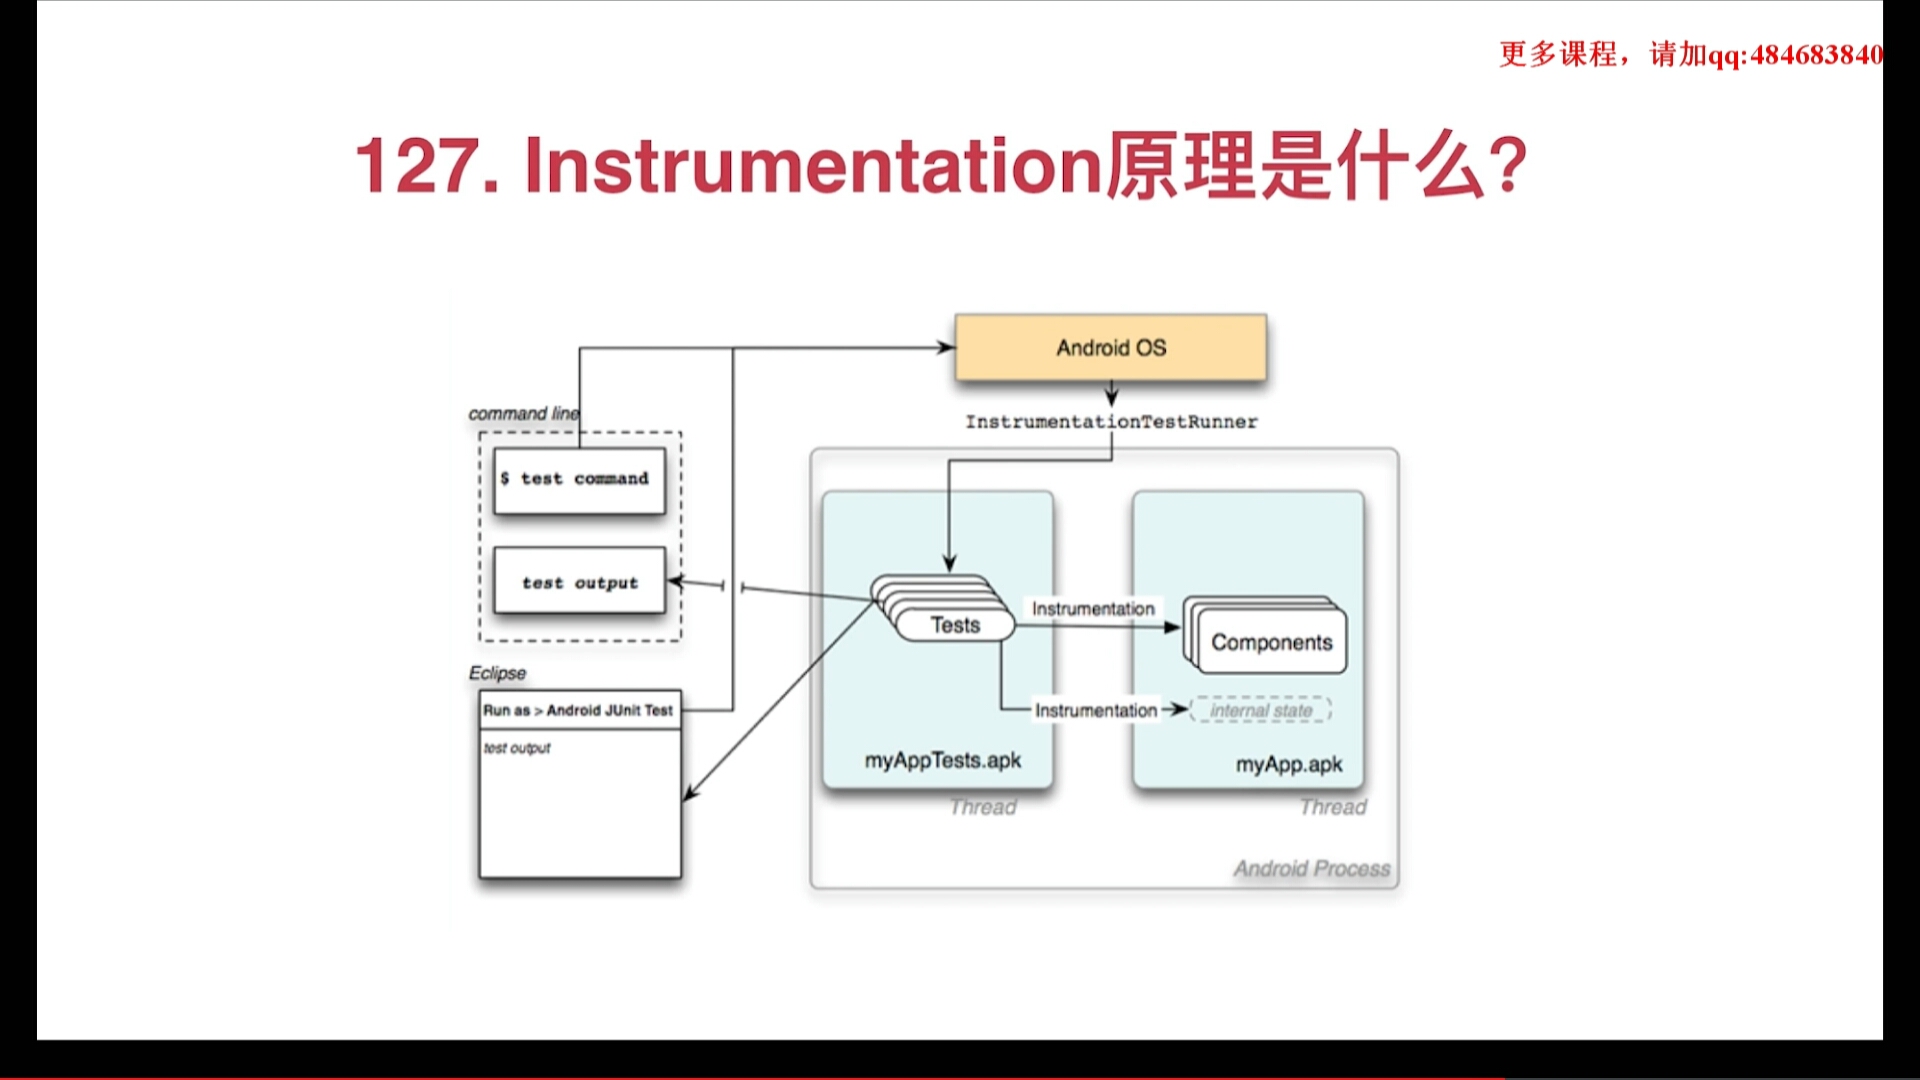 更多课程，请加qq:484683840
127. Instrumentation原理是什么?
Android OS
InstrumentationTestRunner
command line
$ test command
test output
Eclipse
Run as > Android JUnit Test
test output
Tests
Instrumentation
Components
Instrumentation
internal state
myAppTests.apk
myApp.apk
Thread
Thread
Android Process